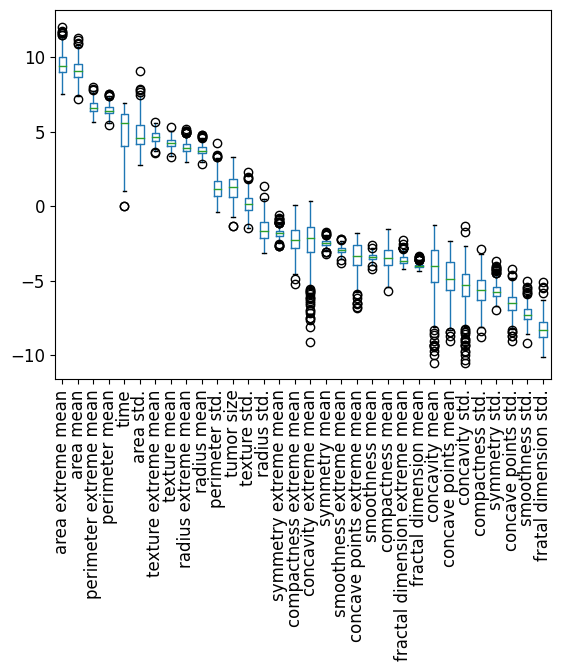 10
5
0
−5
−10
area extreme mean
area mean
perimeter extreme mean
perimeter mean
time
area std.
texture extreme mean
texture mean
radius extreme mean
radius mean
perimeter std.
tumor size
texture std.
radius std.
symmetry extreme mean
compactness extreme mean
concavity extreme mean
symmetry mean
smoothness extreme mean
concave points extreme mean
smoothness mean
compactness mean
fractal dimension extreme mean
fractal dimension mean
concavity mean
concave points mean
concavity std.
compactness std.
symmetry std.
concave points std.
smoothness std.
fratal dimension std.